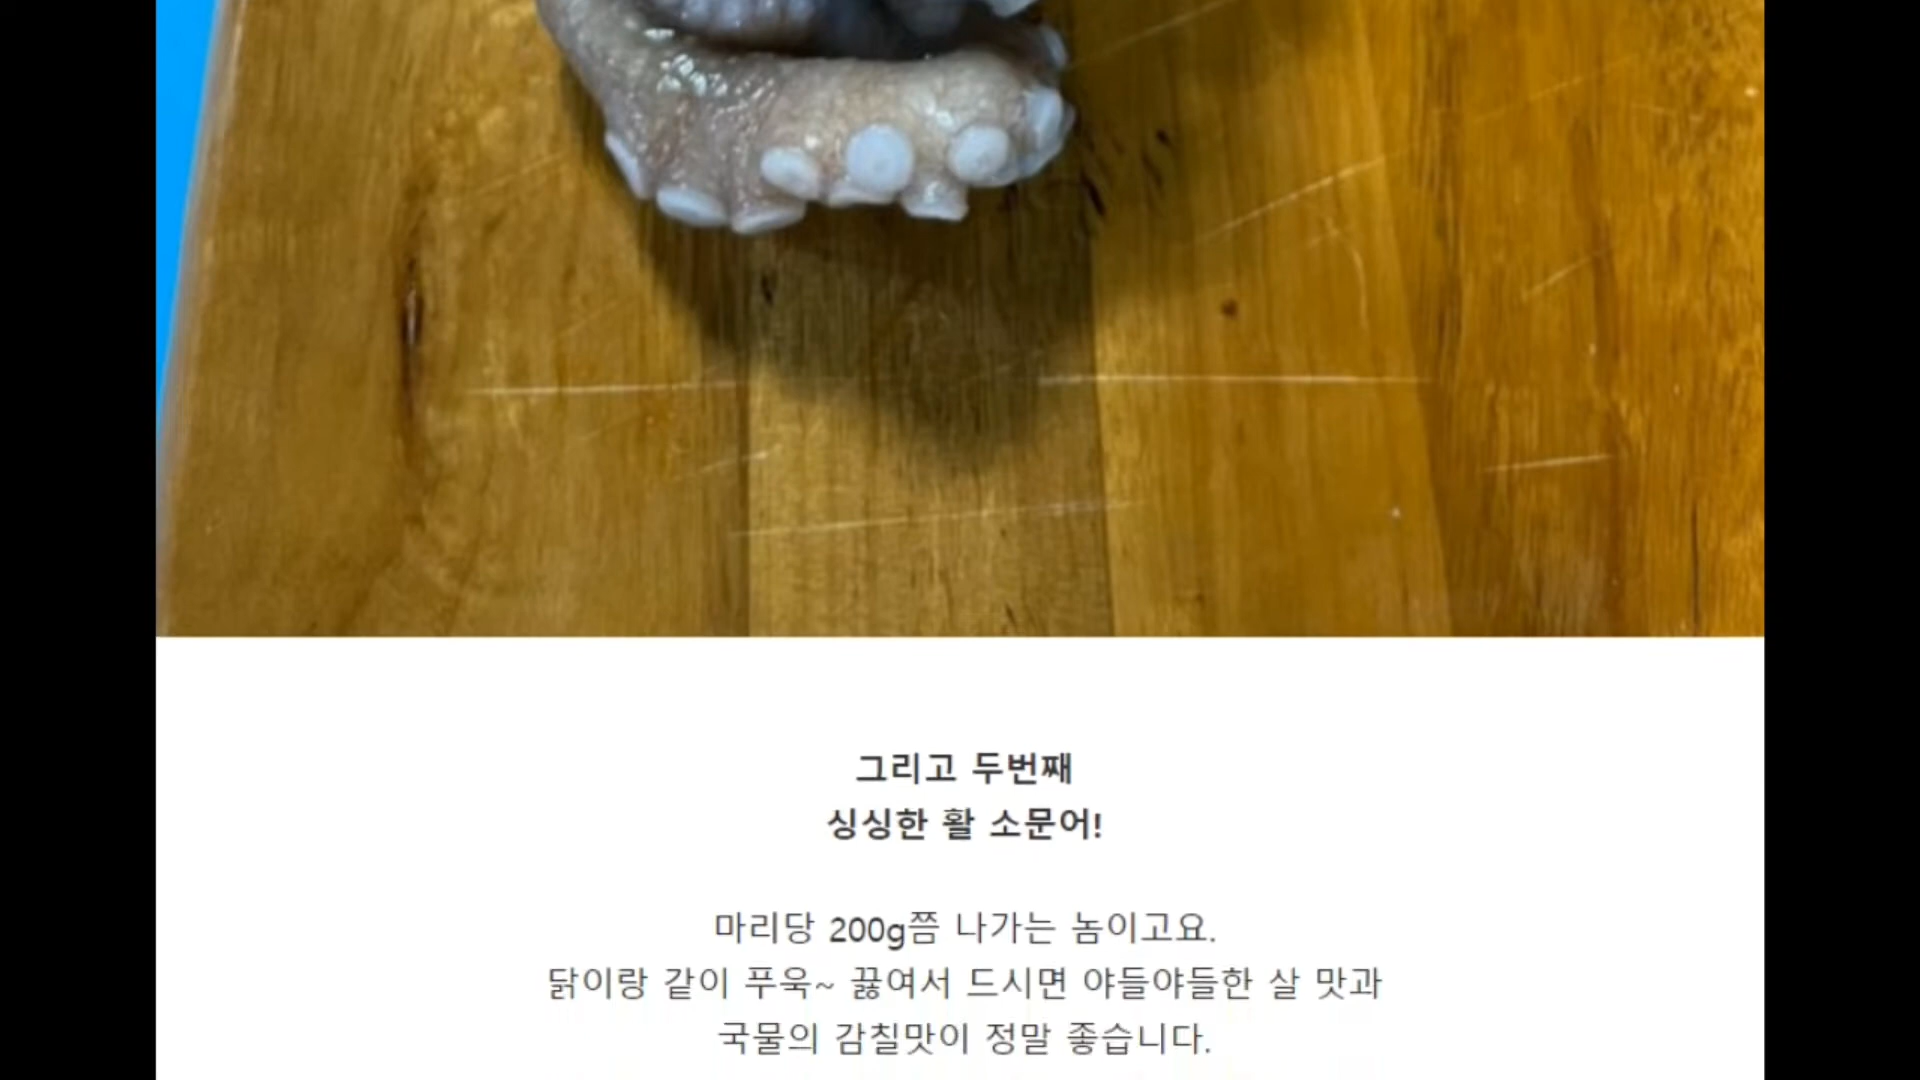 그리고 두번째
싱싱한 활 소문어!
마리당 200g쯤 나가는 놈이고요.
닭이랑 같이 푸욱~ 끓여서 드시면 야들야들한 살 맛과
국물의 감칠맛이 정말 좋습니다.